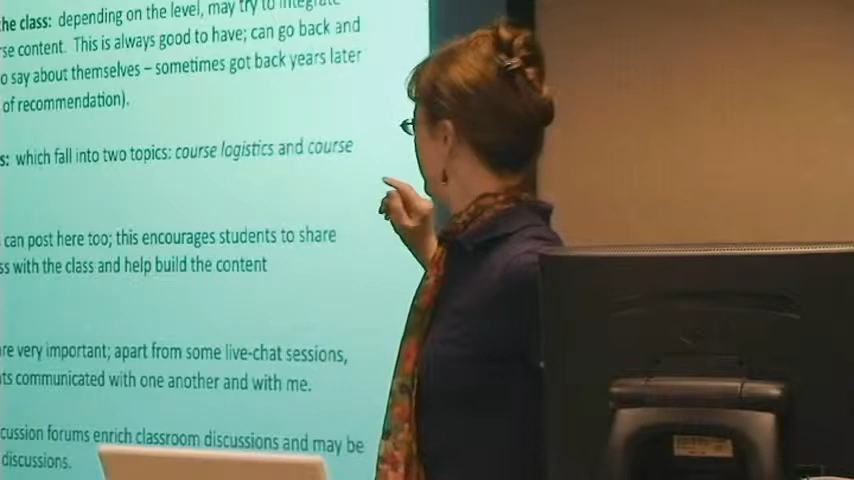 the class: depending on the level, may try to integrate
rse content. This is always good to have; can go back and
o say about themselves – sometimes got back years later
of recommendation).
s: which fall into two topics: course logistics and course
can post here too; this encourages students to share
ss with the class and help build the content
re very important; apart from some live-chat sessions,
ts communicated with one another and with me.
cussion forums enrich classroom discussions and may be
discussions.